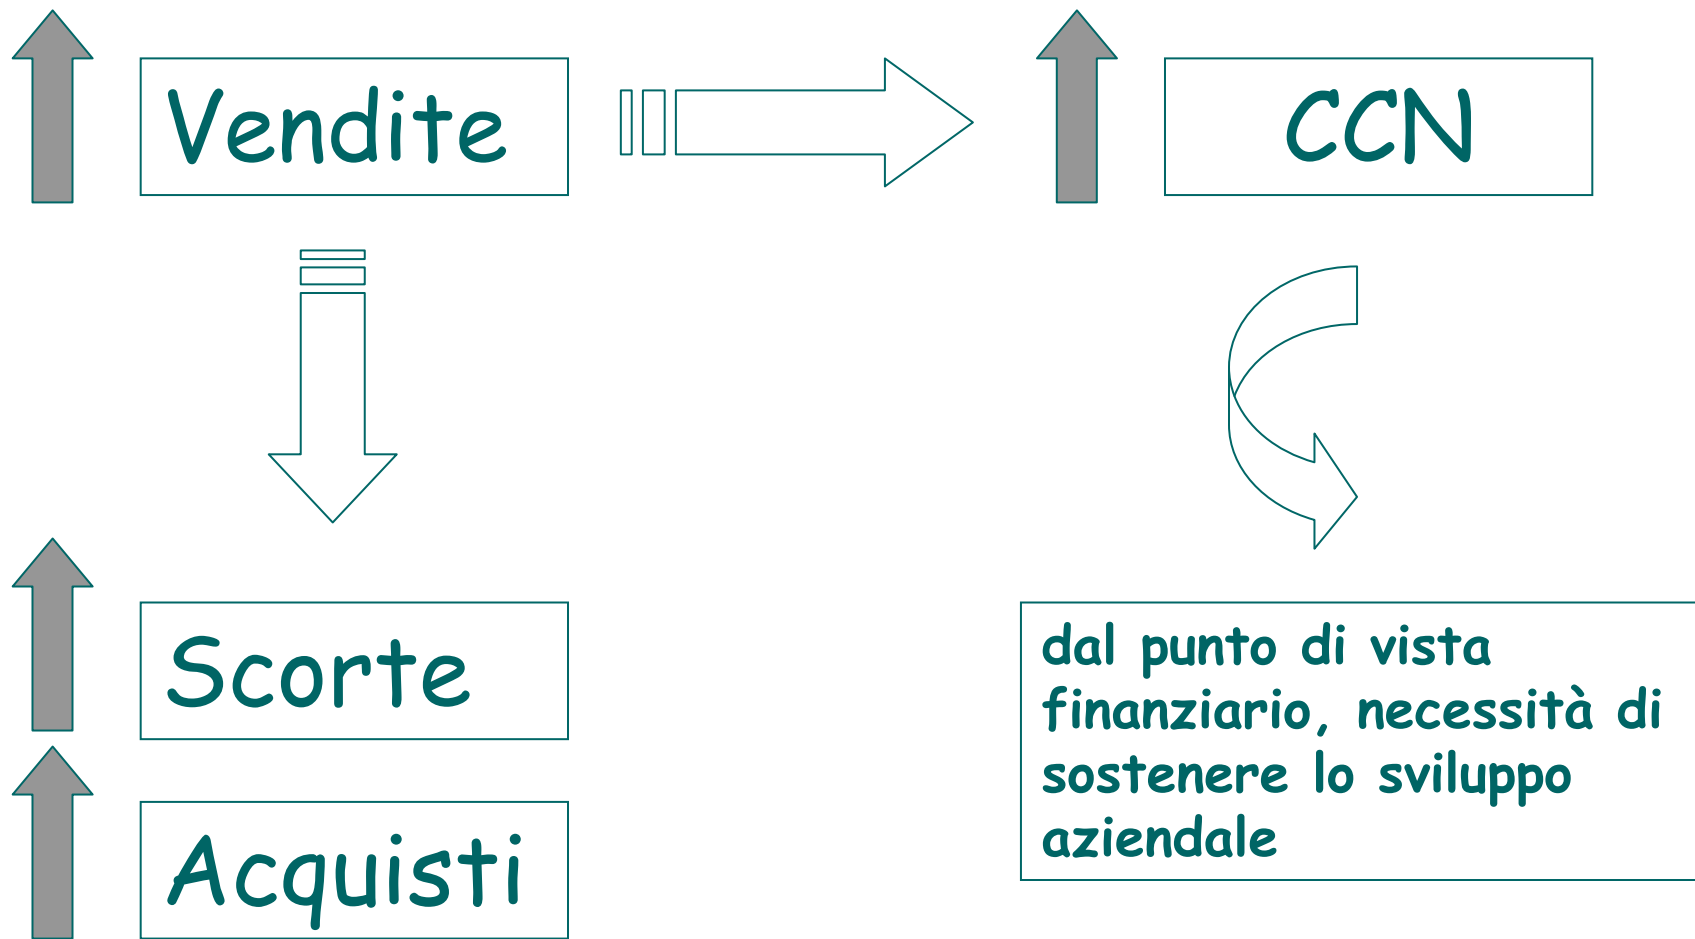 Vendite
CCN
Scorte
Acquisti
dal punto di vista
finanziario, necessità di
sostenere lo sviluppo
aziendale